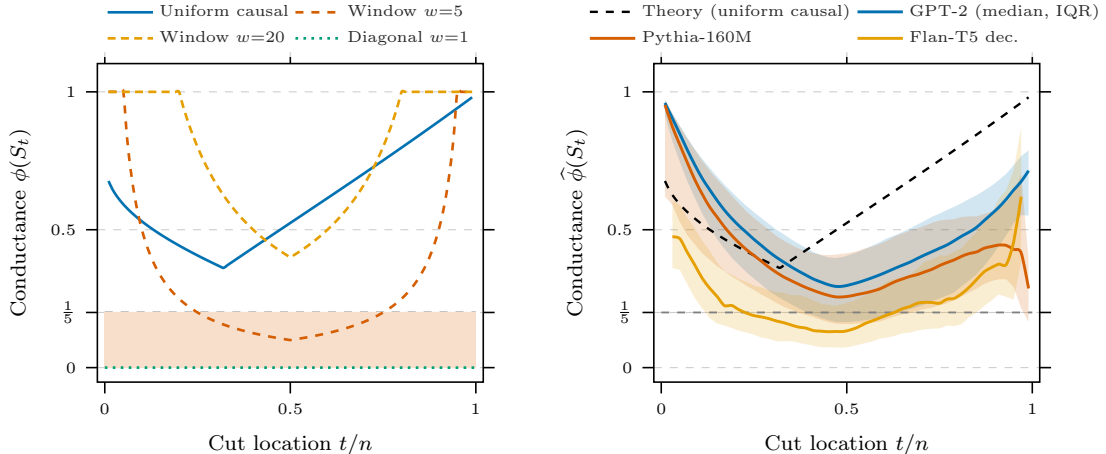 Uniform causal
Window w=5
Window w=20
Diagonal w=1
Conductance φ(S_t)
1
0.5
1/5
0
0
0.5
1
Cut location t/n
Theory (uniform causal)
GPT-2 (median, IQR)
Pythia-160M
Flan-T5 dec.
Conductance φ̂(S_t)
1
0.5
1/5
0
0
0.5
1
Cut location t/n